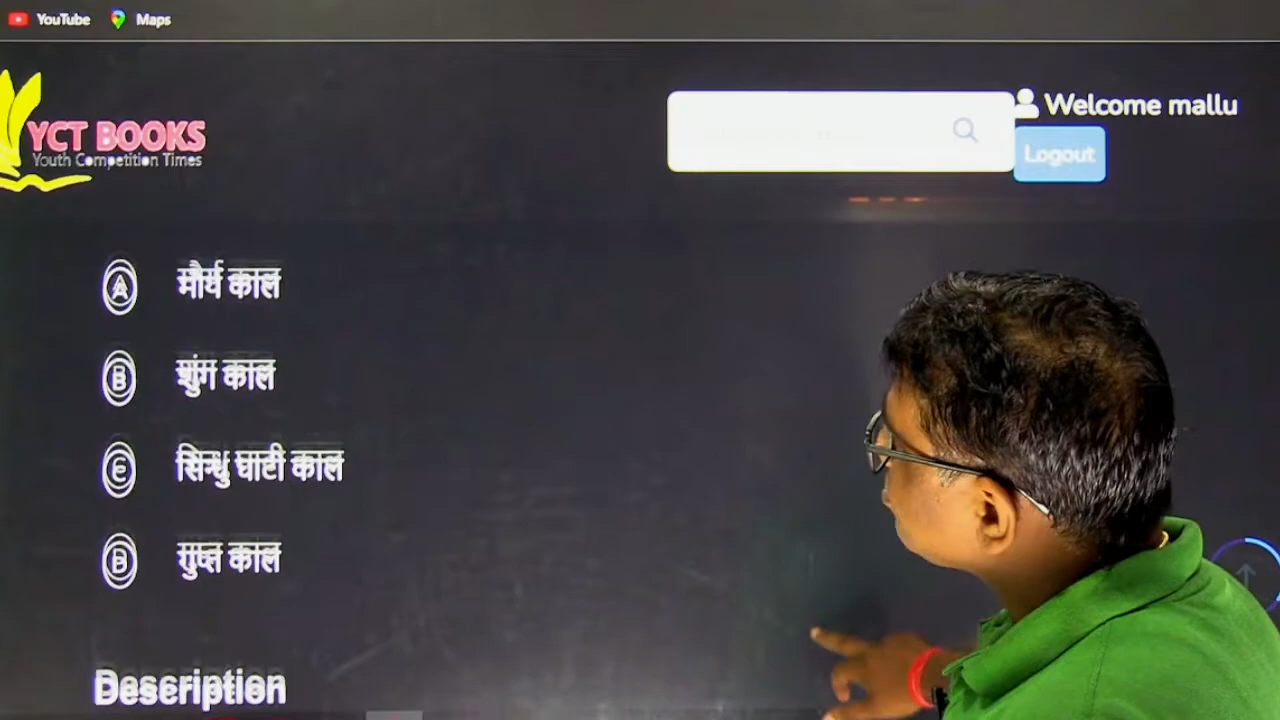 YouTube Maps
YCT BOOKS
Youth Competition Times
Welcome mallu
Logout
A मौर्य काल
B शुंग काल
C सिन्धु घाटी काल
D गुप्त काल
Description